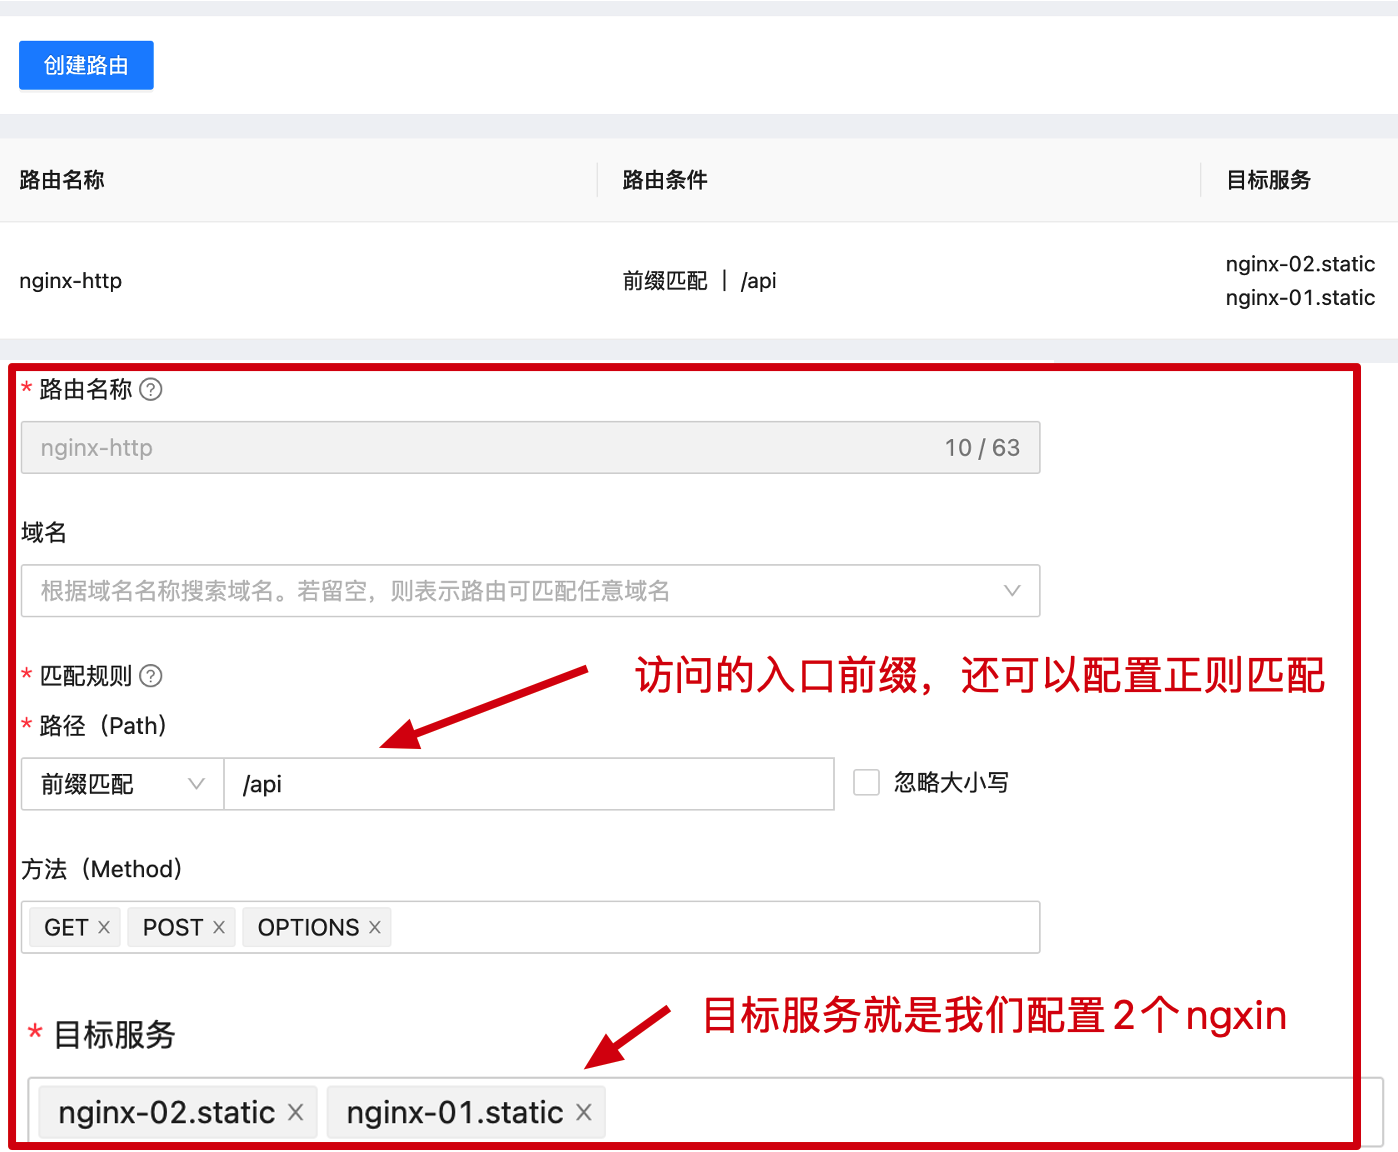 创建路由
路由名称 路由条件 目标服务
nginx-http 前缀匹配 | /api nginx-02.static
nginx-01.static
* 路由名称 ?
nginx-http 10 / 63
域名
根据域名名称搜索域名。若留空，则表示路由可匹配任意域名
* 匹配规则 ?
访问的入口前缀，还可以配置正则匹配
* 路径（Path）
前缀匹配 /api 忽略大小写
方法（Method）
GET × POST × OPTIONS ×
目标服务就是我们配置2个ngxin
* 目标服务
nginx-02.static × nginx-01.static ×